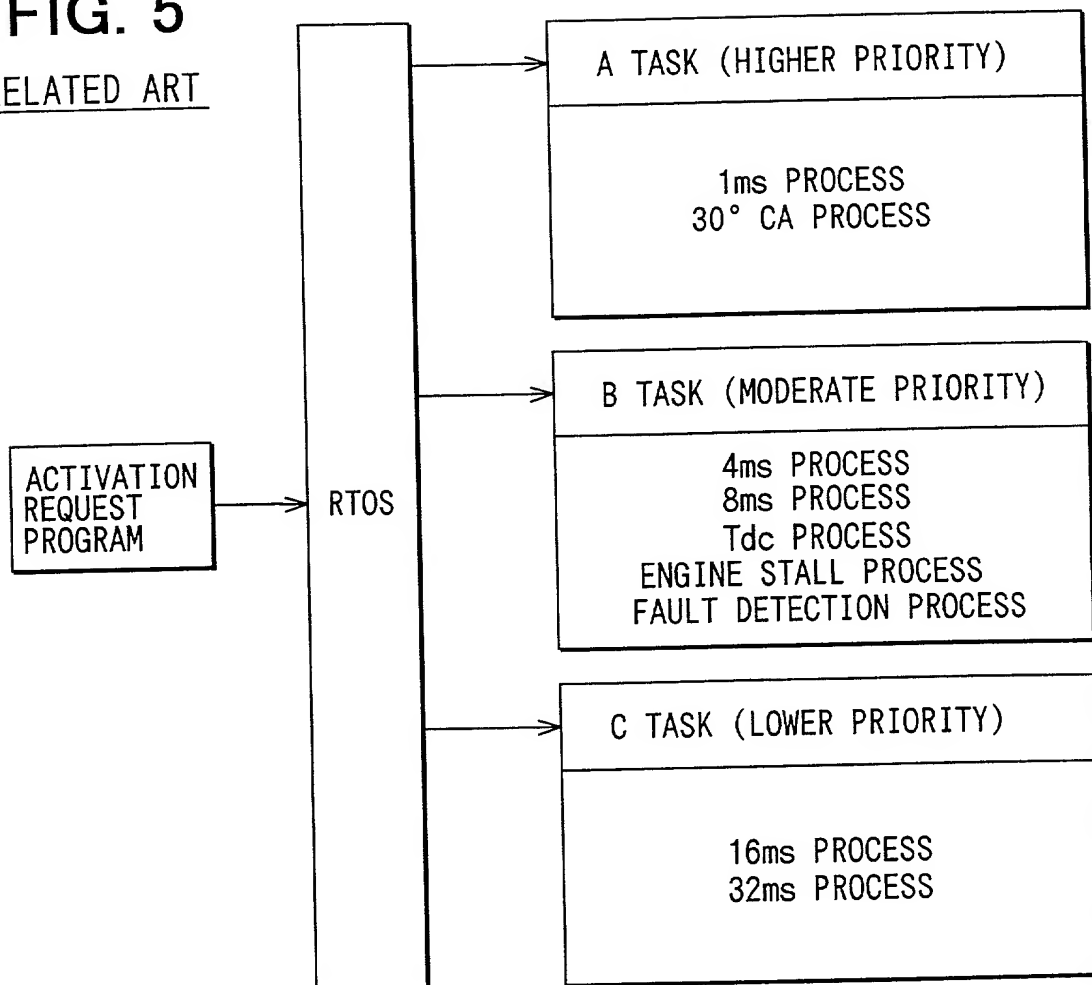 FIG. 5
ELATED ART
ACTIVATION
REQUEST
PROGRAM
RTOS
A TASK (HIGHER PRIORITY)
1ms PROCESS
30° CA PROCESS
B TASK (MODERATE PRIORITY)
4ms PROCESS
8ms PROCESS
Tdc PROCESS
ENGINE STALL PROCESS
FAULT DETECTION PROCESS
C TASK (LOWER PRIORITY)
16ms PROCESS
32ms PROCESS